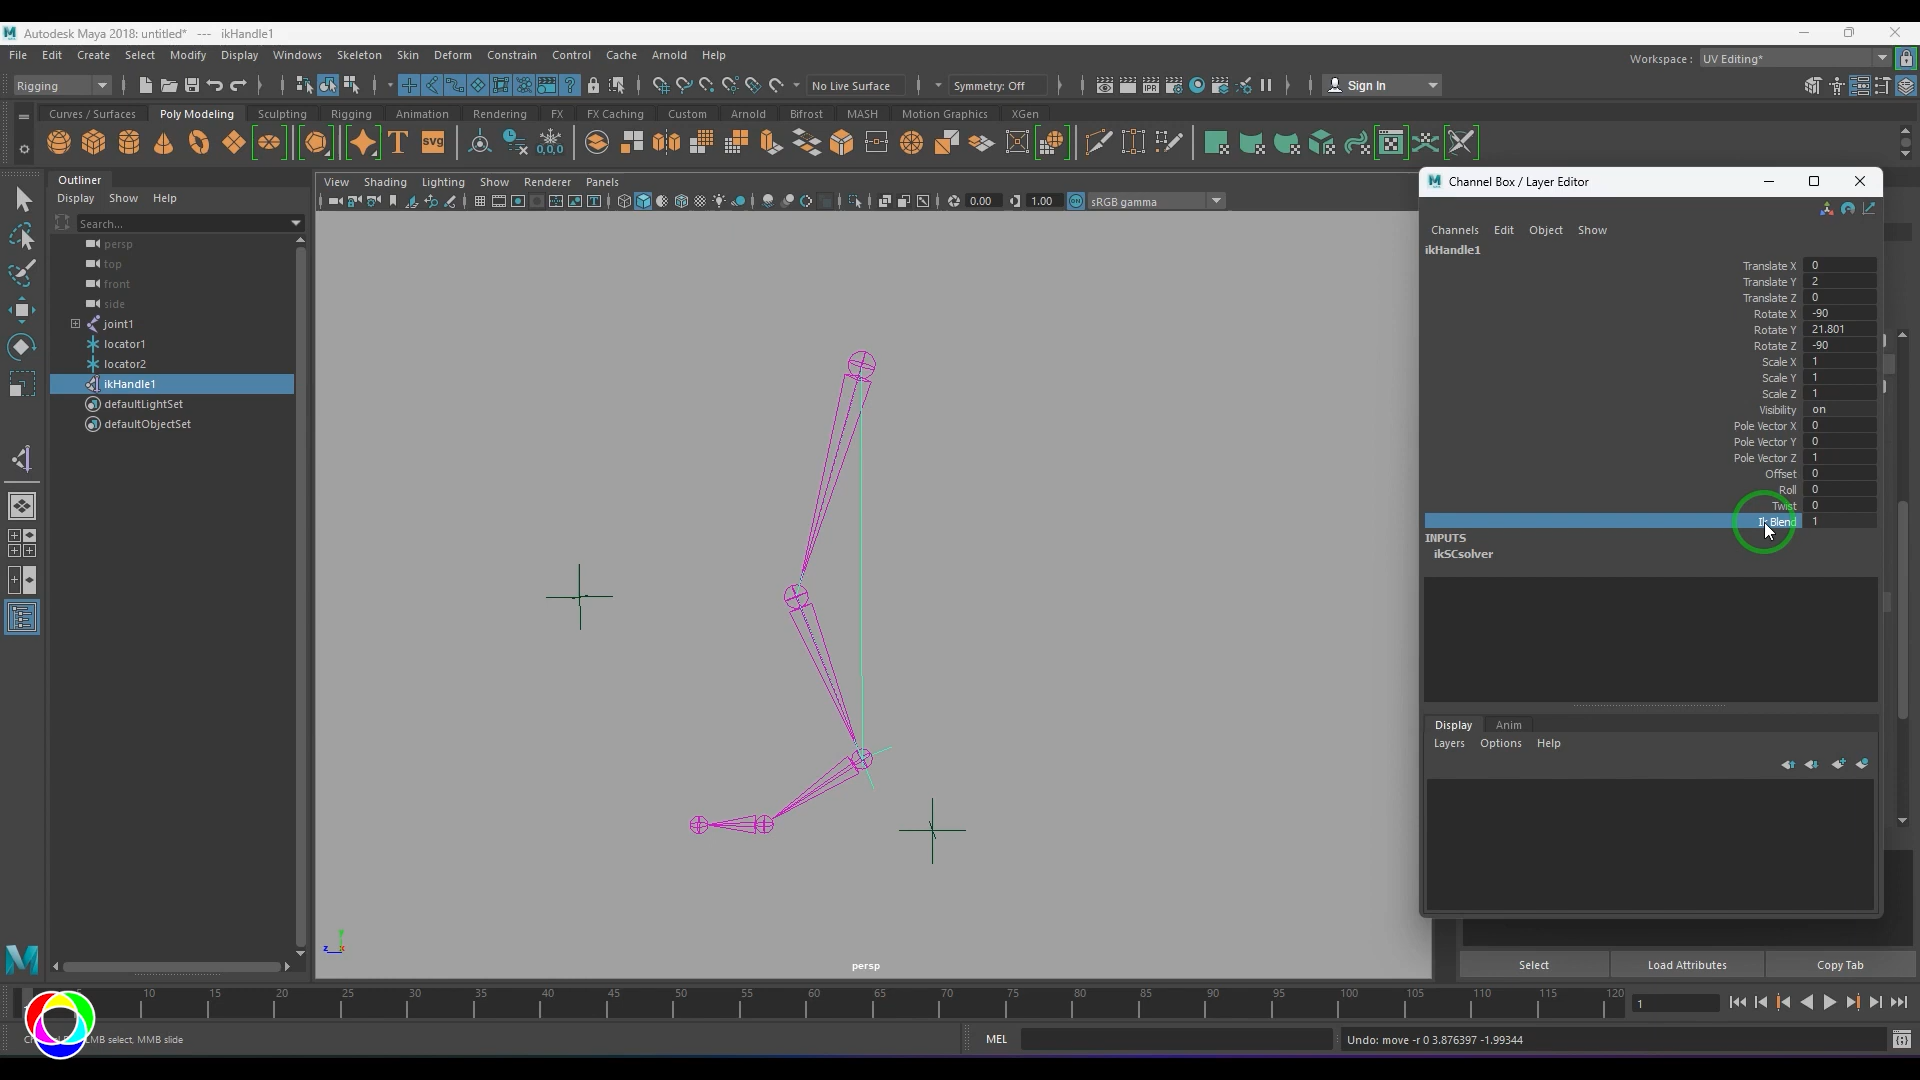 Autodesk Maya 2018: untitled* --- ikHandle1
File Edit Create Select Modify Display Windows Skeleton Skin Deform Constrain Control Cache Arnold Help
Workspace : UV Editing*
Rigging No Live Surface Symmetry: Off Sign In
Curves / Surfaces Poly Modeling Sculpting Rigging Animation Rendering FX FX Caching Custom Arnold Bifrost MASH Motion Graphics XGen
T SVG 0,0,0
Outliner
Display Show Help
Search...
persp
top
front
side
joint1
locator1
locator2
ikHandle1
defaultLightSet
defaultObjectSet
View Shading Lighting Show Renderer Panels
0.00 1.00 sRGB gamma
z
persp
Channel Box / Layer Editor
Channels Edit Object Show
ikHandle1
Translate X 0
Translate Y 2
Translate Z 0
Rotate X -90
Rotate Y 21.801
Rotate Z -90
Scale X 1
Scale Y 1
Scale Z 1
Visibility on
Pole Vector X 0
Pole Vector Y 0
Pole Vector Z 1
Offset 0
Roll 0
Twist 0
Ik Blend 1
INPUTS
ikSCsolver
Display Anim
Layers Options Help
Select Load Attributes Copy Tab
10 15 20 25 30 35 40 45 50 55 60 65 70 75 80 85 90 95 100 105 110 115 120 1
LMB select, MMB slide
MEL
Undo: move -r 0 3.876397 -1.99344